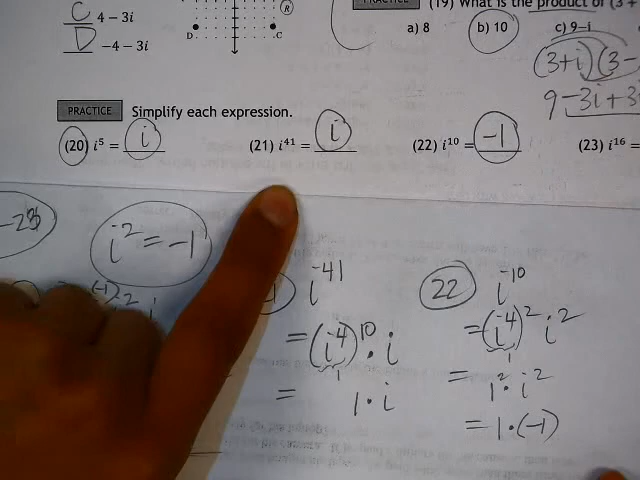 C 4 – 3i
D –4 – 3i
D C
R
PRACTICE (19) What is the product of (3 +
a) 8 b) 10 c) 9–i
(3+i)(3-
9-3i+3
PRACTICE Simplify each expression.
(20) i⁵ = i (21) i⁴¹ = i (22) i¹⁰ = -1 (23) i¹⁶ =
i² = -1
i⁴¹
= (i⁴)¹⁰ · i
1
= 1 · i
22 i¹⁰
= (i⁴)² i²
1
= 1² · i²
= 1 · (-1)